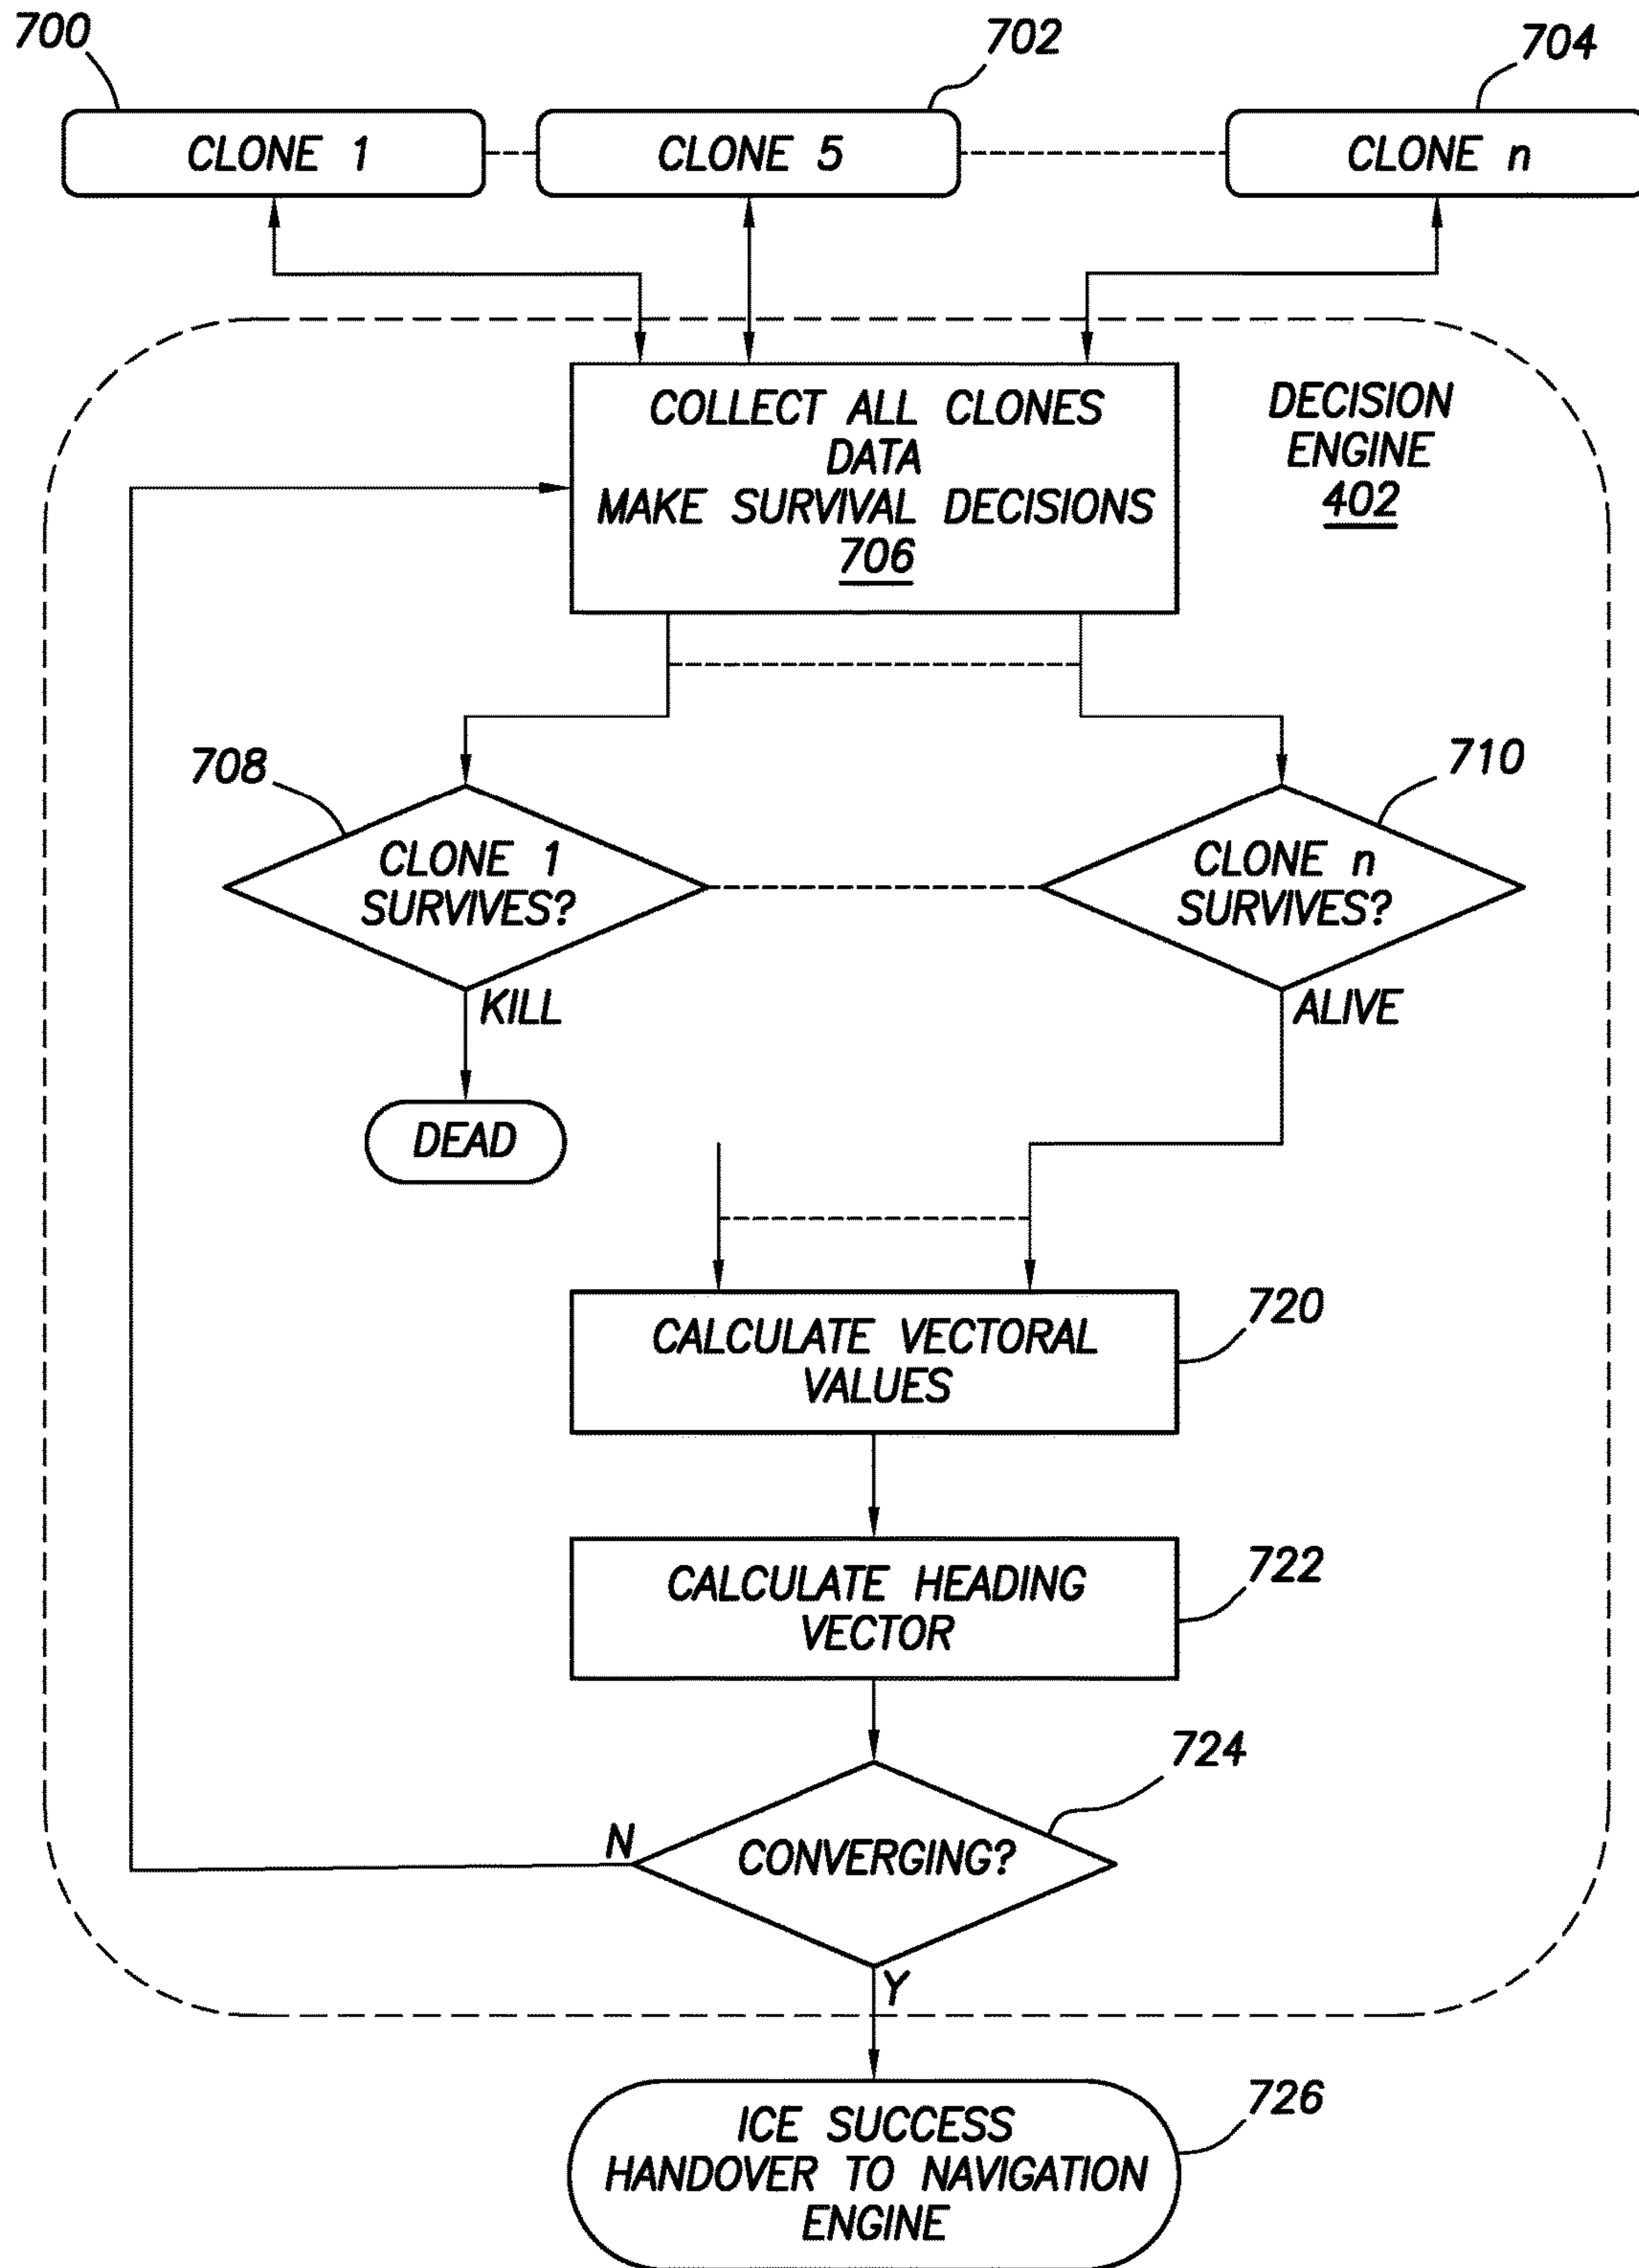 700
702
704
CLONE 1
CLONE 5
CLONE n
COLLECT ALL CLONES
DATA
MAKE SURVIVAL DECISIONS
706
DECISION
ENGINE
402
708
710
CLONE 1
SURVIVES?
CLONE n
SURVIVES?
KILL
ALIVE
DEAD
720
CALCULATE VECTORAL
VALUES
722
CALCULATE HEADING
VECTOR
724
N
CONVERGING?
Y
726
ICE SUCCESS
HANDOVER TO NAVIGATION
ENGINE